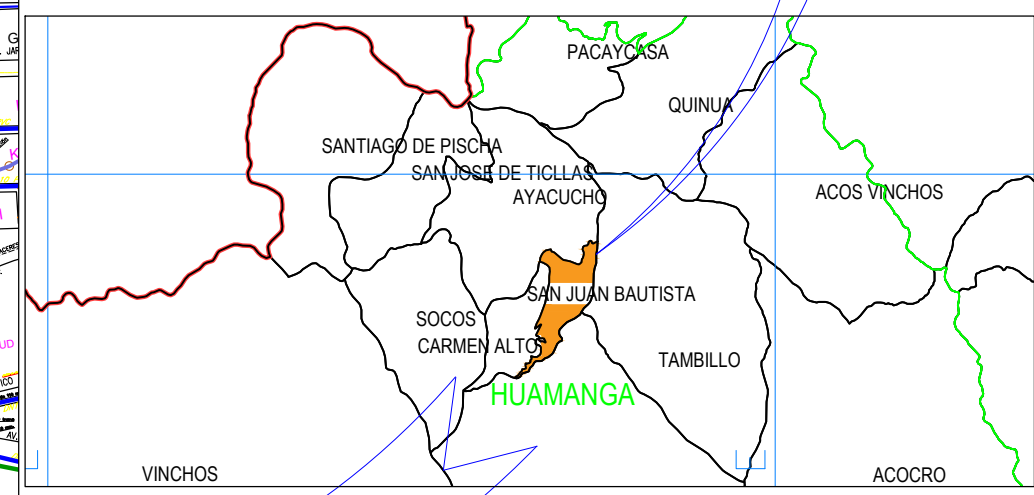 PACAYCASA
QUINUA
SANTIAGO DE PISCHA
SAN JOSE DE TICLLAS
ACOS VINCHOS
AYACUCHO
SAN JUAN BAUTISTA
SOCOS
CARMEN ALTO
TAMBILLO
HUAMANGA
VINCHOS
ACOCRO